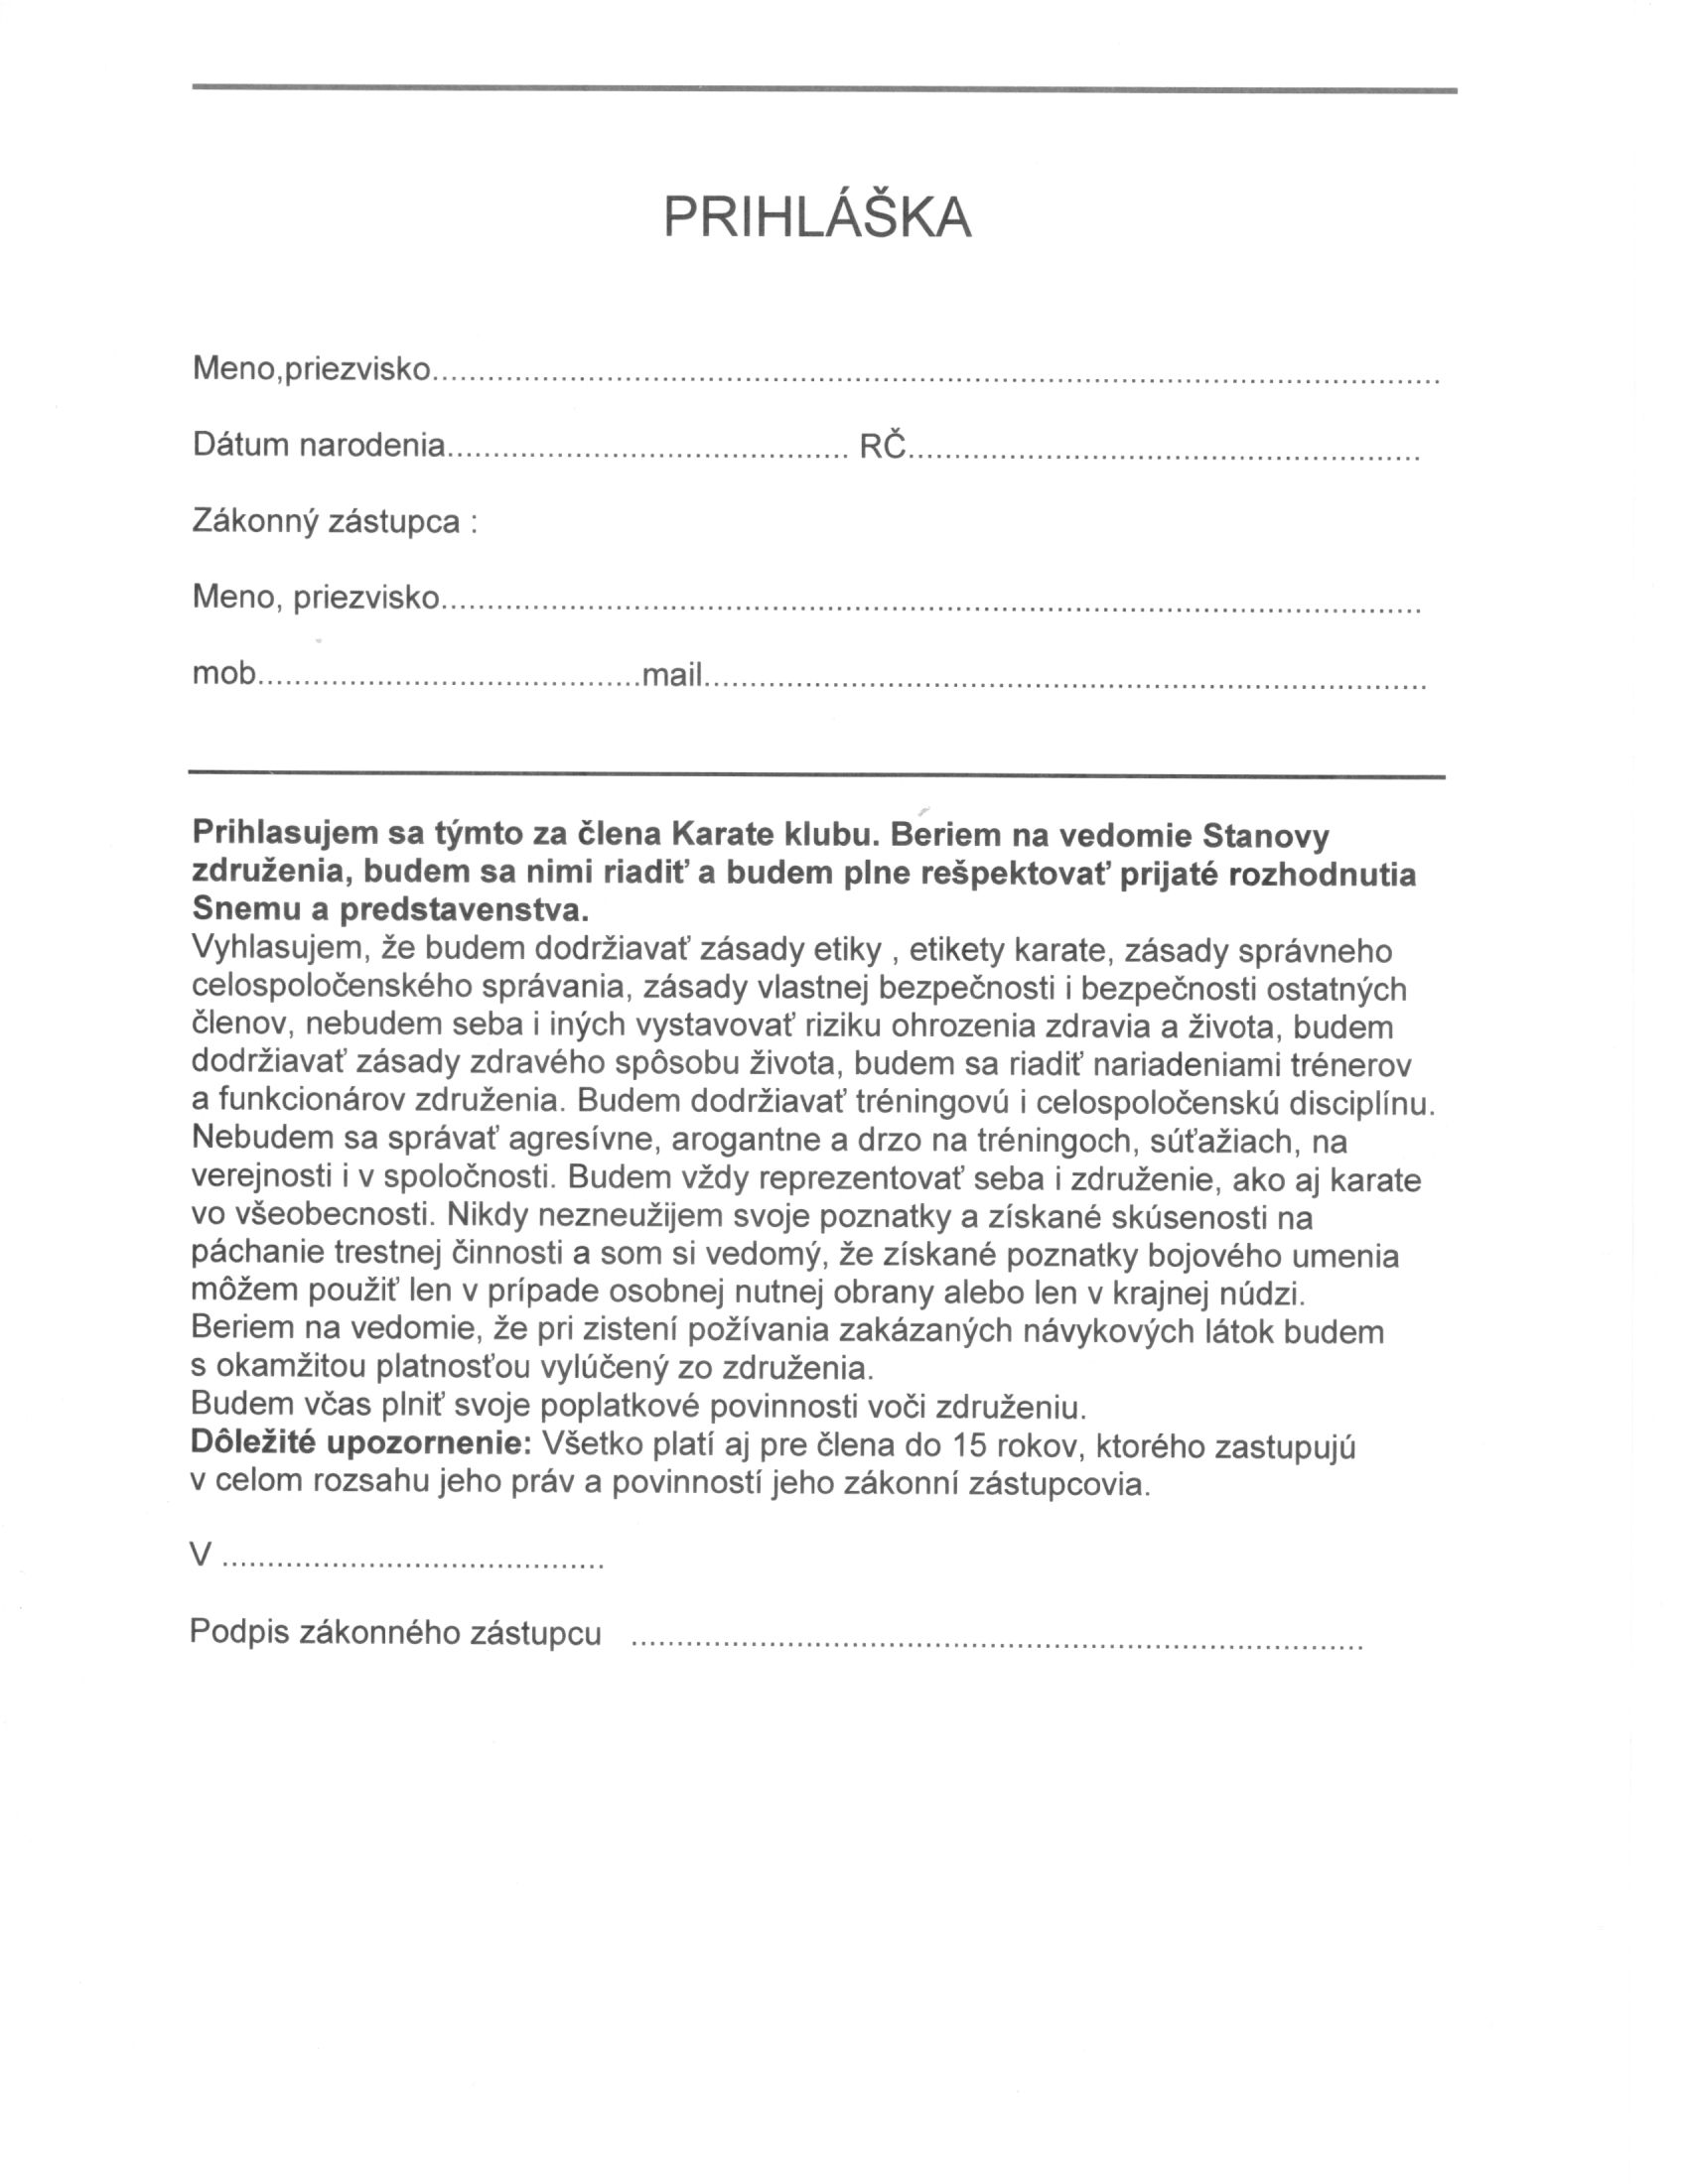 PRIHLÁŠKA
Meno,priezvisko........................................................................................................
Dátum narodenia.......................................... RČ.....................................................
Zákonný zástupca :
Meno, priezvisko.....................................................................................................
mob........................................mail..........................................................................
Prihlasujem sa týmto za člena Karate klubu. Beriem na vedomie Stanovy
združenia, budem sa nimi riadiť a budem plne rešpektovať prijaté rozhodnutia
Snemu a predstavenstva.
Vyhlasujem, že budem dodržiavať zásady etiky , etikety karate, zásady správneho
celospoločenského správania, zásady vlastnej bezpečnosti i bezpečnosti ostatných
členov, nebudem seba i iných vystavovať riziku ohrozenia zdravia a života, budem
dodržiavať zásady zdravého spôsobu života, budem sa riadiť nariadeniami trénerov
a funkcionárov združenia. Budem dodržiavať tréningovú i celospoločenskú disciplínu.
Nebudem sa správať agresívne, arogantne a drzo na tréningoch, súťažiach, na
verejnosti i v spoločnosti. Budem vždy reprezentovať seba i združenie, ako aj karate
vo všeobecnosti. Nikdy nezneužijem svoje poznatky a získané skúsenosti na
páchanie trestnej činnosti a som si vedomý, že získané poznatky bojového umenia
môžem použiť len v prípade osobnej nutnej obrany alebo len v krajnej núdzi.
Beriem na vedomie, že pri zistení požívania zakázaných návykových látok budem
s okamžitou platnosťou vylúčený zo združenia.
Budem včas plniť svoje poplatkové povinnosti voči združeniu.
Dôležité upozornenie: Všetko platí aj pre člena do 15 rokov, ktorého zastupujú
v celom rozsahu jeho práv a povinností jeho zákonní zástupcovia.
V ........................................
Podpis zákonného zástupcu ............................................................................